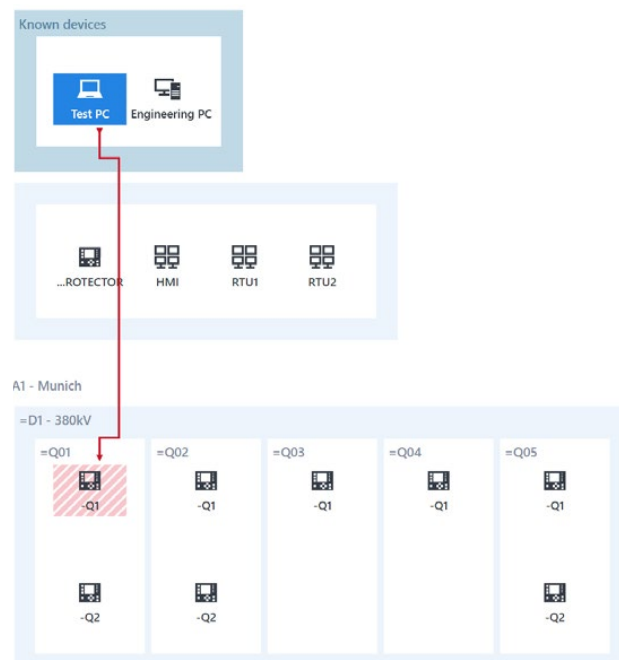 Known devices
Test PC
Engineering PC
...ROTECTOR
HMI
RTU1
RTU2
A1 - Munich
=D1 - 380kV
=Q01
=Q02
=Q03
=Q04
=Q05
-Q1
-Q1
-Q1
-Q1
-Q1
-Q2
-Q2
-Q2